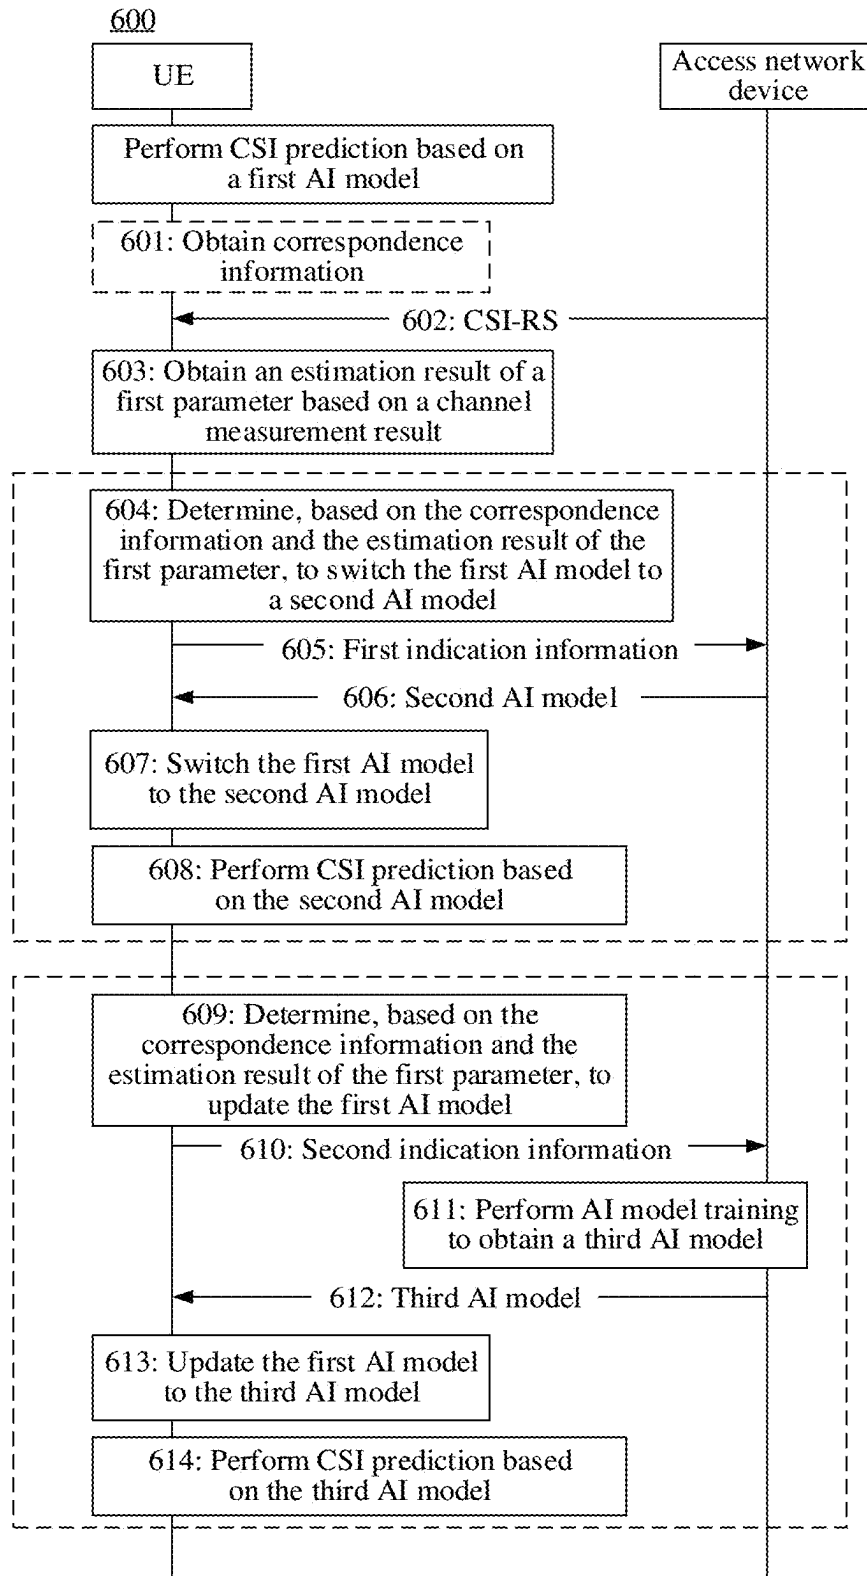 600
UE
Access network
device
Perform CSI prediction based on
a first AI model
601: Obtain correspondence
information
602: CSI-RS
603: Obtain an estimation result of a
first parameter based on a channel
measurement result
604: Determine, based on the correspondence
information and the estimation result of the
first parameter, to switch the first AI model to
a second AI model
605: First indication information
606: Second AI model
607: Switch the first AI model
to the second AI model
608: Perform CSI prediction based
on the second AI model
609: Determine, based on the
correspondence information and the
estimation result of the first parameter, to
update the first AI model
610: Second indication information
611: Perform AI model training
to obtain a third AI model
612: Third AI model
613: Update the first AI model
to the third AI model
614: Perform CSI prediction based
on the third AI model